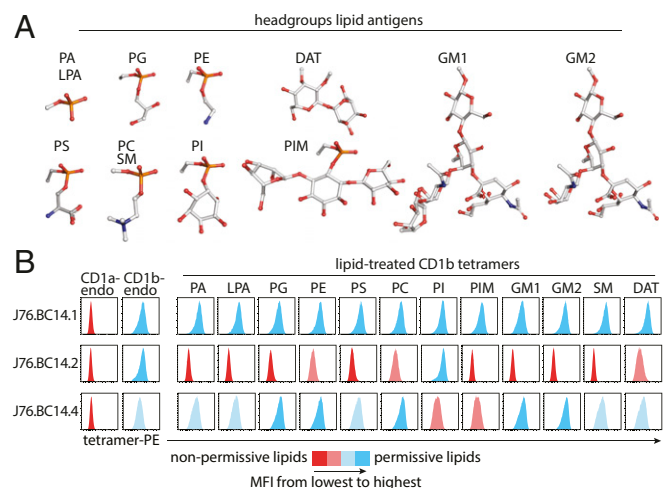 headgroups lipid antigens
A
PA PG PE DAT GM1 GM2
LPA
PS PC PI PIM
SM
B
lipid-treated CD1b tetramers
CD1a- CD1b-
endo endo PA LPA PG PE PS PC PI PIM GM1 GM2 SM DAT
J76.BC14.1
J76.BC14.2
J76.BC14.4
tetramer-PE
non-permissive lipids permissive lipids
MFI from lowest to highest